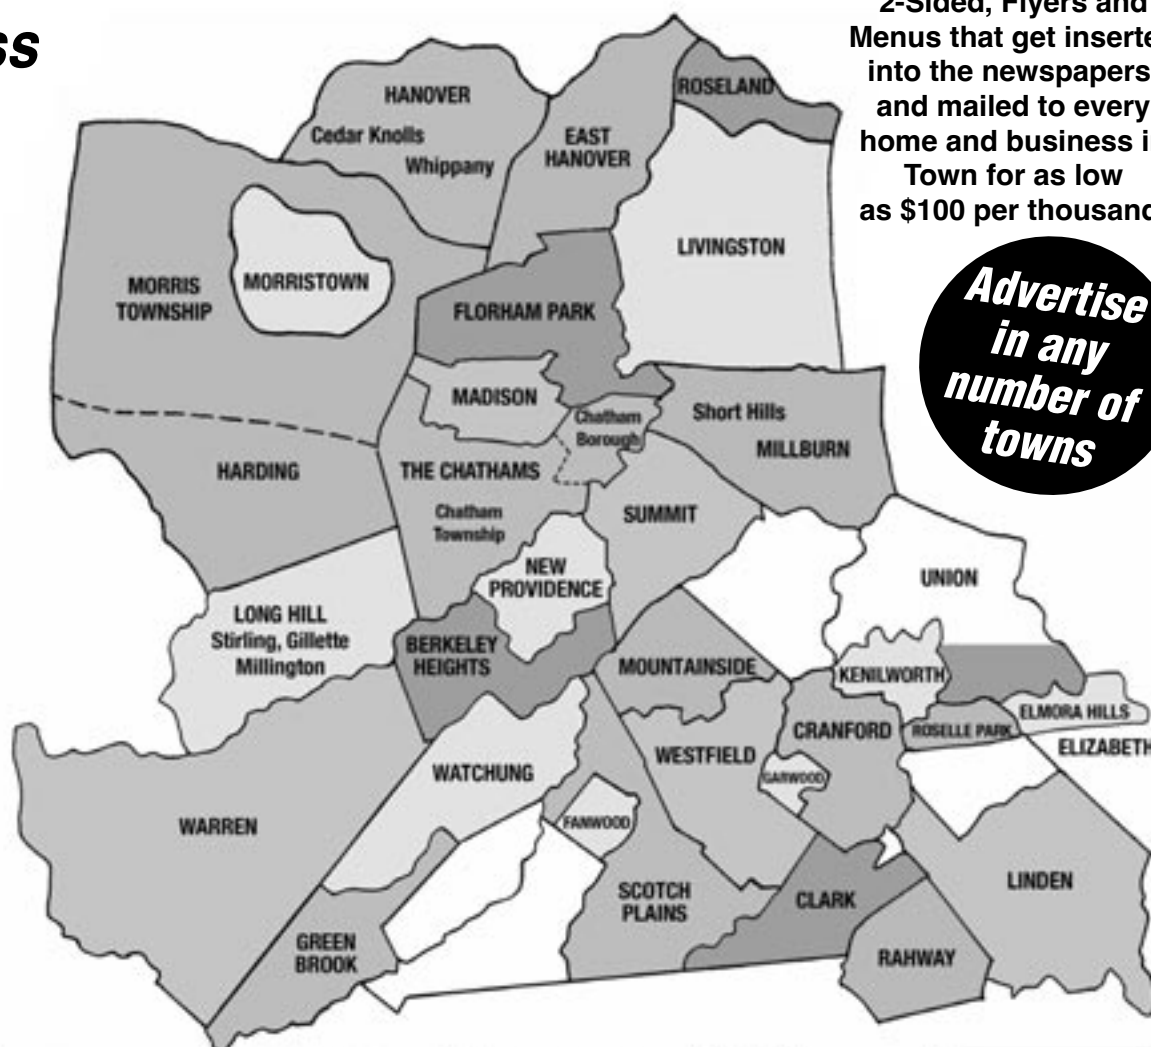 ss
2-Sided, Flyers and
Menus that get inserte
into the newspapers
and mailed to every
home and business i
Town for as low
as $100 per thousand
Advertise
in any
number of
towns
HANOVER
Cedar Knolls
Whippany
EAST
HANOVER
ROSELAND
LIVINGSTON
MORRIS
TOWNSHIP
MORRISTOWN
FLORHAM PARK
MADISON
Chatham
Borough
Short Hills
MILLBURN
HARDING
THE CHATHAMS
Chatham
Township
SUMMIT
NEW
PROVIDENCE
UNION
LONG HILL
Stirling, Gillette
Millington
BERKELEY
HEIGHTS
MOUNTAINSIDE
KENILWORTH
ELMORA HILLS
ROSELLE PARK
CRANFORD
ELIZABETH
WESTFIELD
GARWOOD
WATCHUNG
WARREN
FANWOOD
SCOTCH
PLAINS
CLARK
LINDEN
GREEN
BROOK
RAHWAY